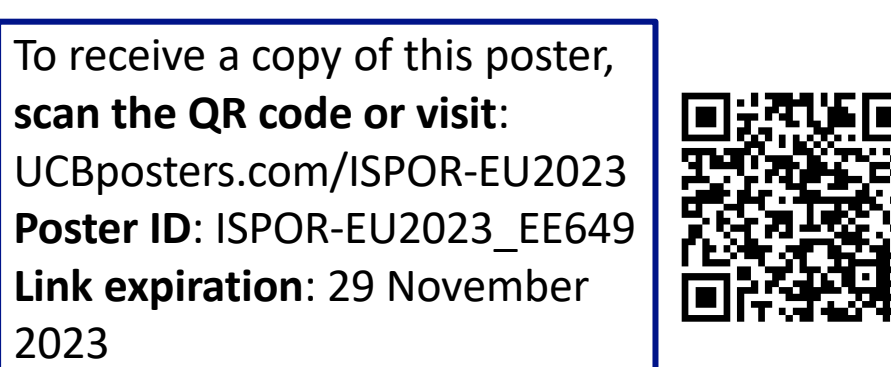 To receive a copy of this poster,
scan the QR code or visit:
UCBposters.com/ISPOR-EU2023
Poster ID: ISPOR-EU2023_EE649
Link expiration: 29 November
2023